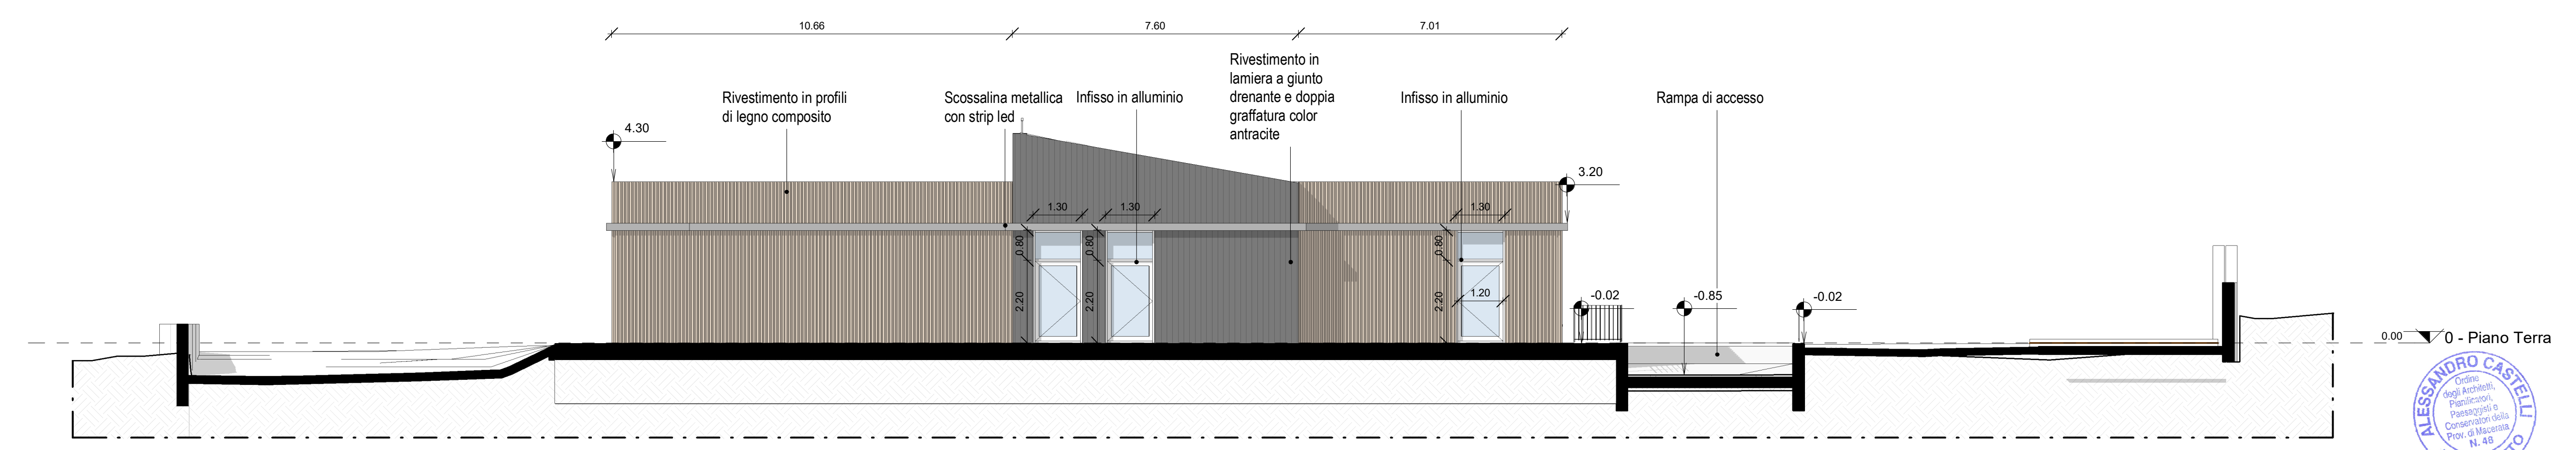 10.66
7.60
7.01
Rivestimento in profili
di legno composito
Scossalina metallica
con strip led
Infisso in alluminio
Rivestimento in
lamiera a giunto
drenante e doppia
graffatura color
antracite
Infisso in alluminio
Rampa di accesso
4.30
3.20
1.30
1.30
1.30
0.80
0.80
0.80
2.20
2.20
2.20
1.20
-0.02
-0.85
-0.02
0.00
0 - Piano Terra
ALESSANDRO CASTELLI
Ordine
degli Architetti,
Pianificatori,
Paesaggisti e
Conservatori della
Prov. di Macerata
N. 48